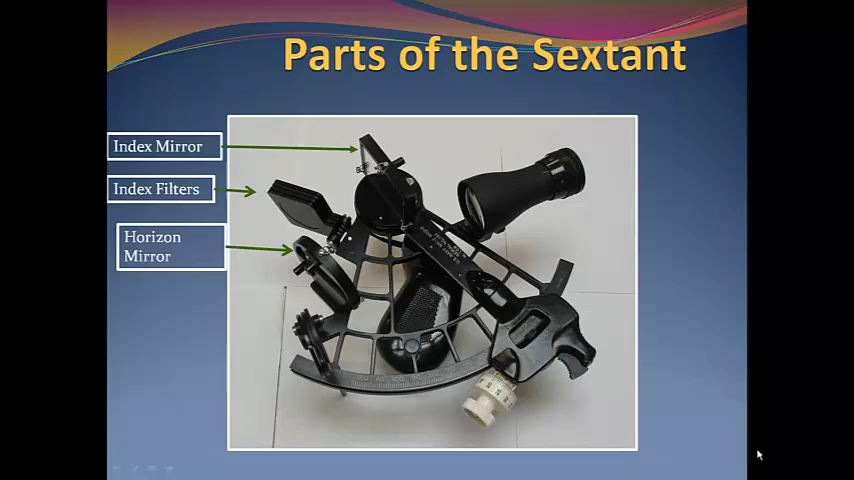 Parts of the Sextant
Index Mirror
Index Filters
Horizon
Mirror